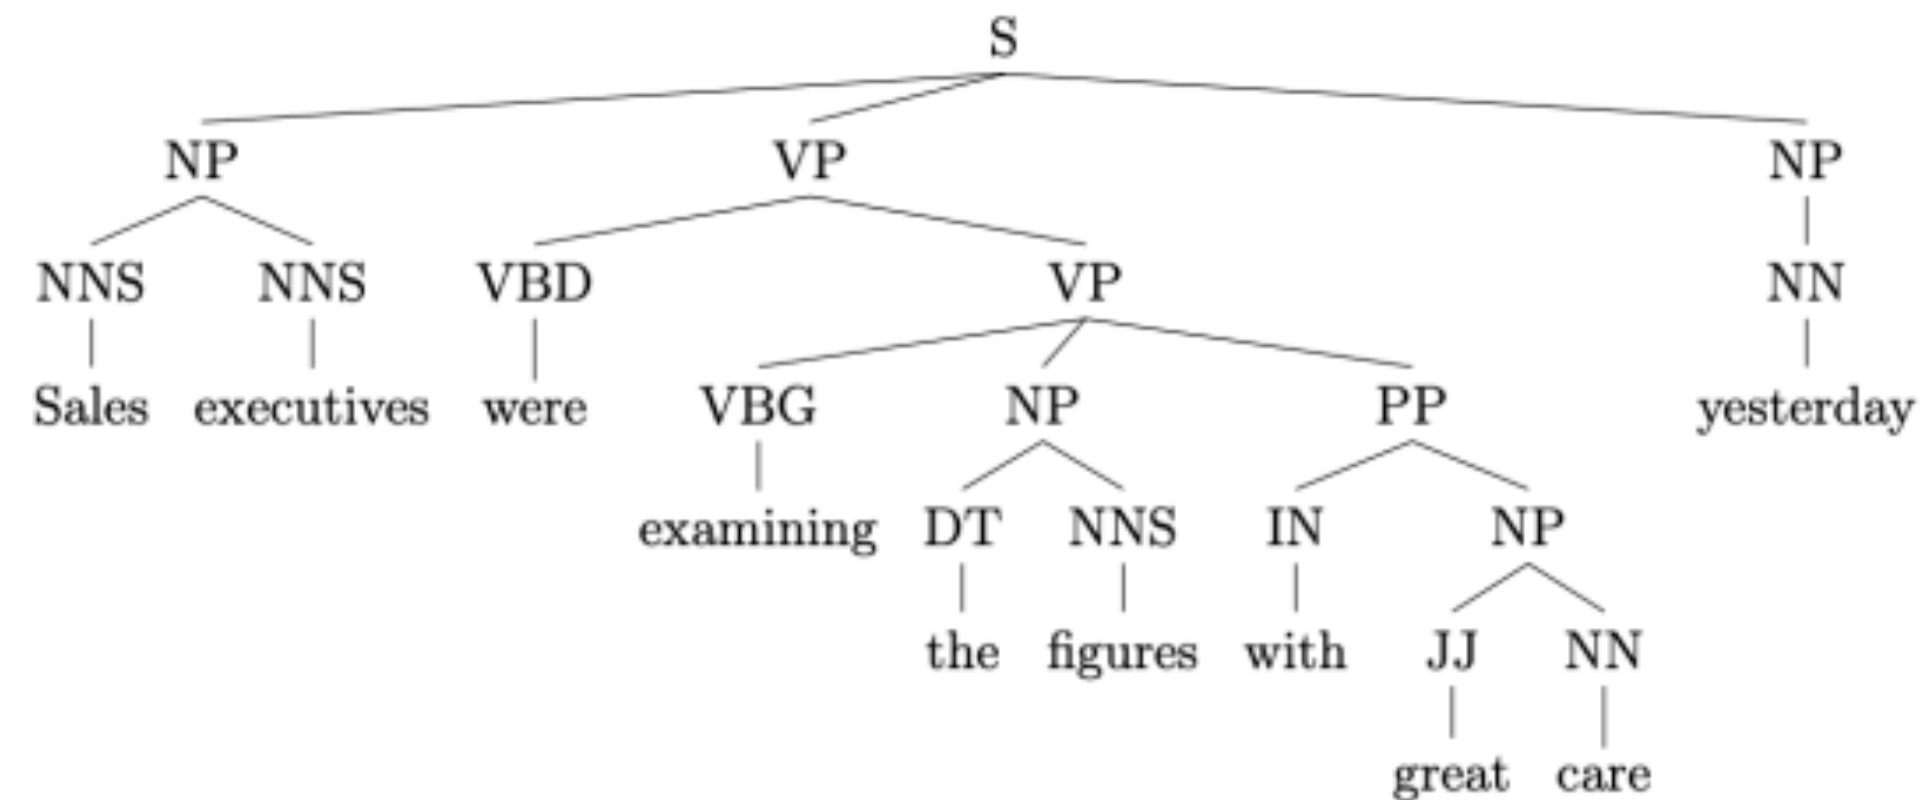 S
NP VP NP
NNS NNS VBD VP NN
Sales executives were VBG NP PP yesterday
examining DT NNS IN NP
the figures with JJ NN
great care